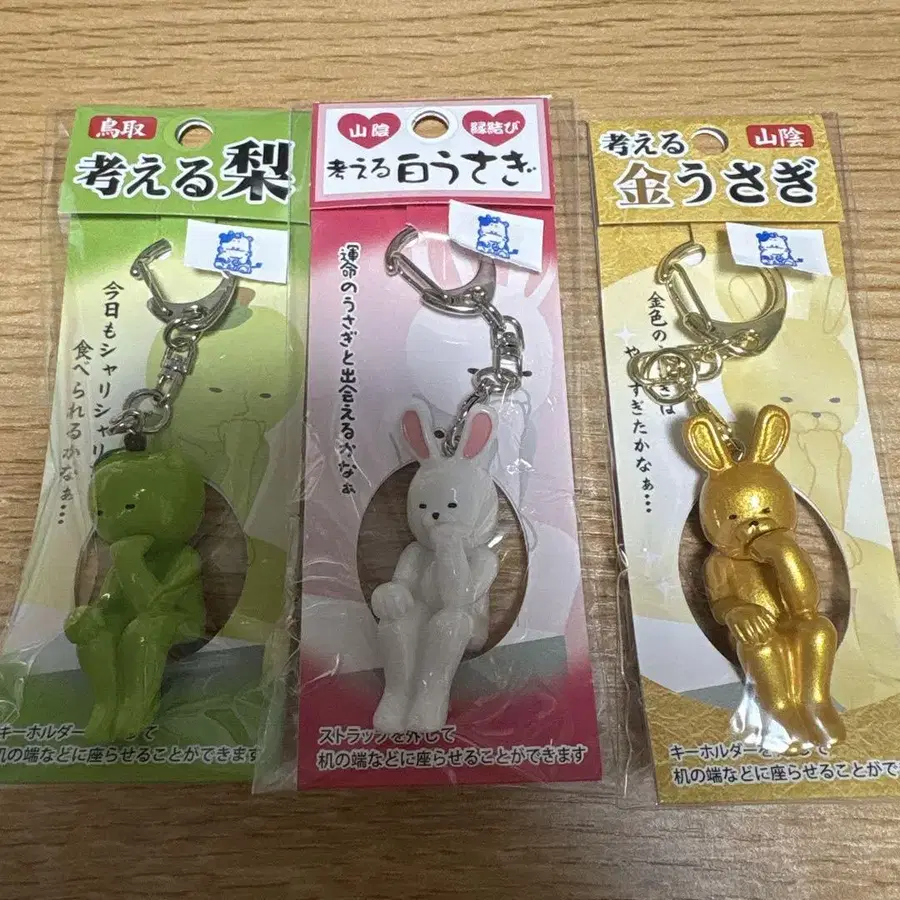 鳥取
考える梨
今日もシャリシャリ
食べられるかなぁ…
キーホルダー
して
机の端などに座らせることができます
山陰
縁結び
考える白うさぎ
「運命のうさぎと出会えるかなぁ
ストラップを外して
机の端などに座らせることができます
考える
山陰
金うさぎ
金色の
は
や
すぎたかなぁ…
キーホルダーを
して
机の端などに座らせることができ